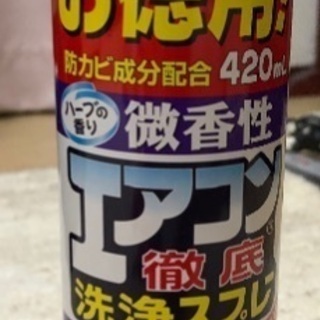 お徳用
防カビ成分配合 420mL
ハーブの
香り
微香性
エアコン
徹底
洗浄スプレ